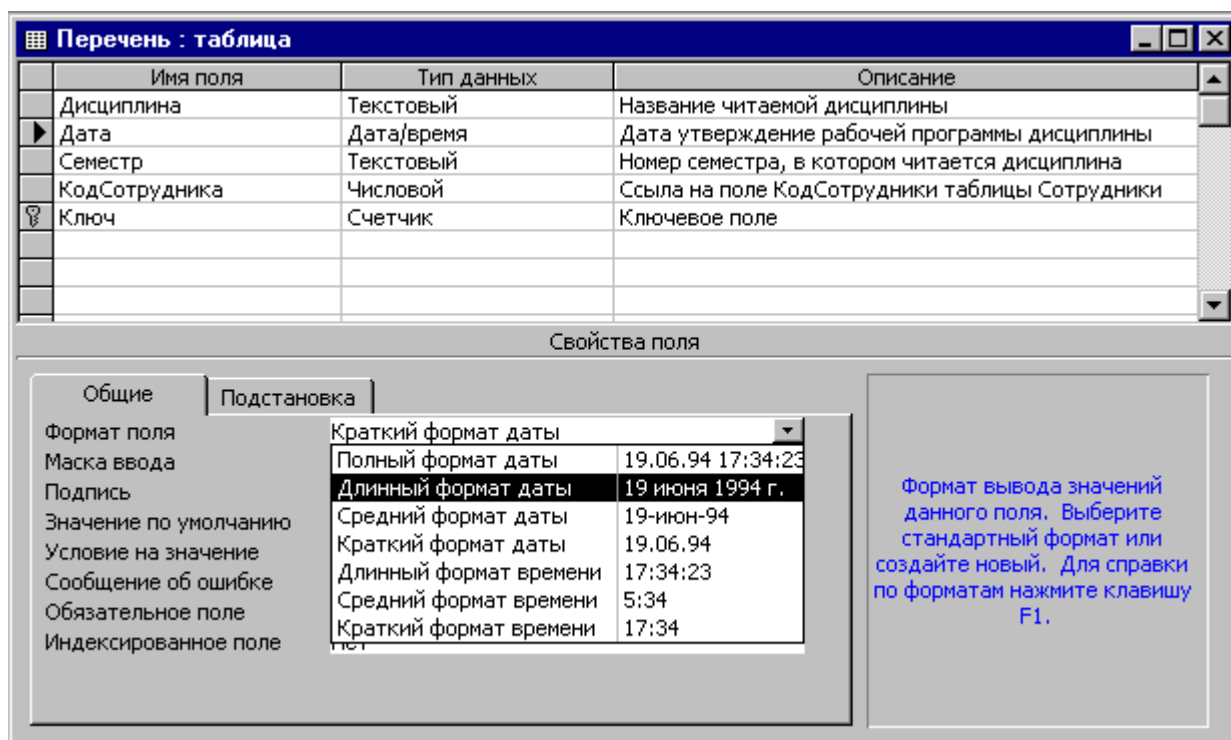 Перечень : таблица
Имя поля Тип данных Описание
Дисциплина Текстовый Название читаемой дисциплины
Дата Дата/время Дата утверждение рабочей программы дисциплины
Семестр Текстовый Номер семестра, в котором читается дисциплина
КодСотрудника Числовой Ссыла на поле КодСотрудники таблицы Сотрудники
Ключ Счетчик Ключевое поле
Свойства поля
Общие Подстановка
Формат поля Краткий формат даты
Маска ввода Полный формат даты 19.06.94 17:34:23
Подпись Длинный формат даты 19 июня 1994 г.
Значение по умолчанию Средний формат даты 19-июн-94
Условие на значение Краткий формат даты 19.06.94
Сообщение об ошибке Длинный формат времени 17:34:23
Обязательное поле Средний формат времени 5:34
Индексированное поле Краткий формат времени 17:34
Нет
Формат вывода значений
данного поля. Выберите
стандартный формат или
создайте новый. Для справки
по форматам нажмите клавишу
F1.